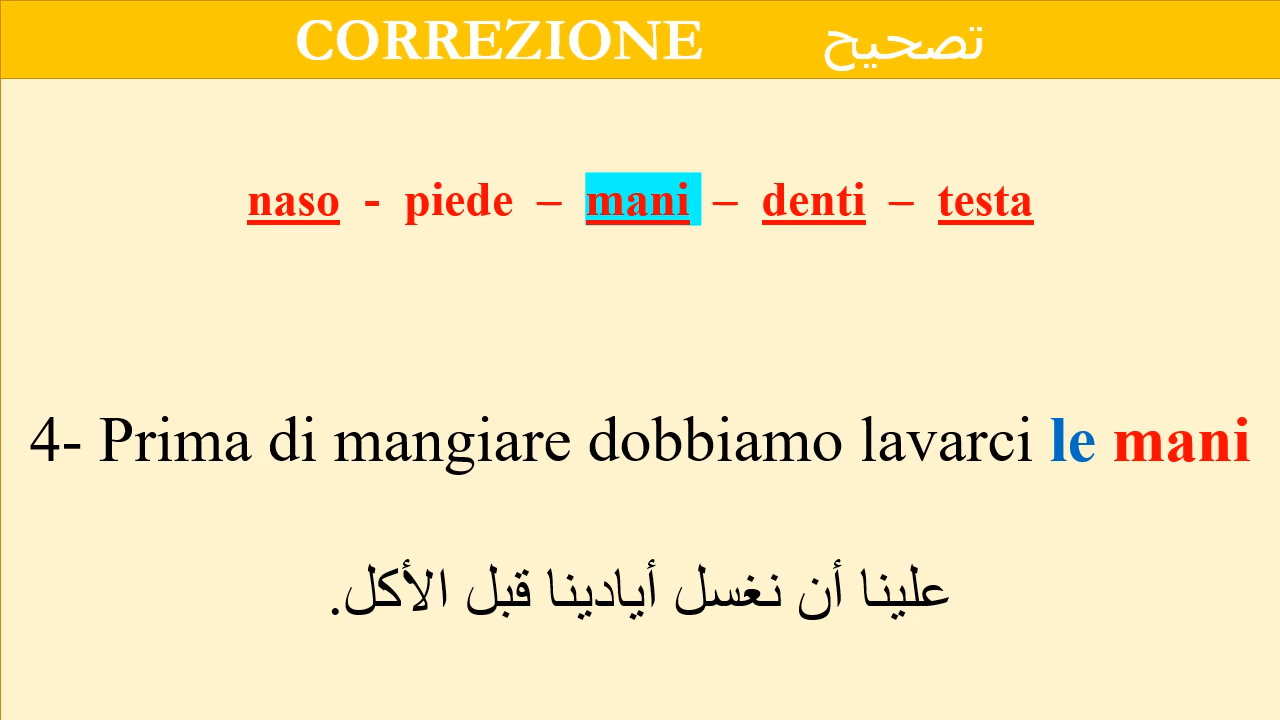 CORREZIONE تصحيح
naso - piede – mani – denti – testa
4- Prima di mangiare dobbiamo lavarci le mani
علينا أن نغسل أيادينا قبل الأكل.